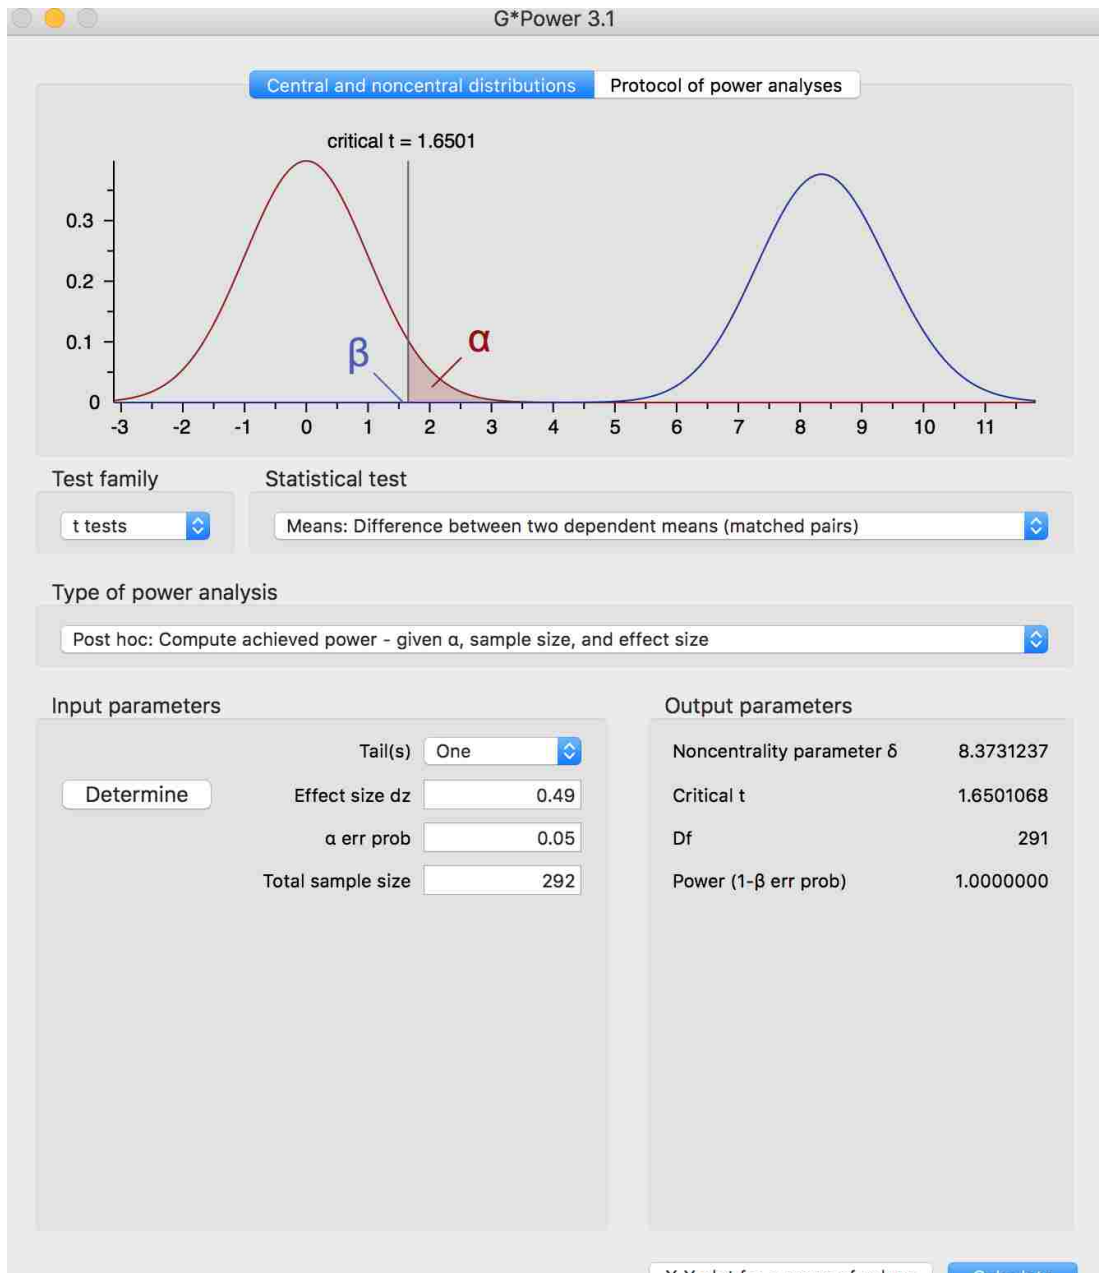 G*Power 3.1
Central and noncentral distributions Protocol of power analyses
critical t = 1.6501
0.3
0.2
0.1
0
β
α
-3 -2 -1 0 1 2 3 4 5 6 7 8 9 10 11
Test family Statistical test
t tests Means: Difference between two dependent means (matched pairs)
Type of power analysis
Post hoc: Compute achieved power - given α, sample size, and effect size
Input parameters Output parameters
Tail(s) One Noncentrality parameter δ 8.3731237
Determine Effect size dz 0.49 Critical t 1.6501068
α err prob 0.05 Df 291
Total sample size 292 Power (1-β err prob) 1.0000000